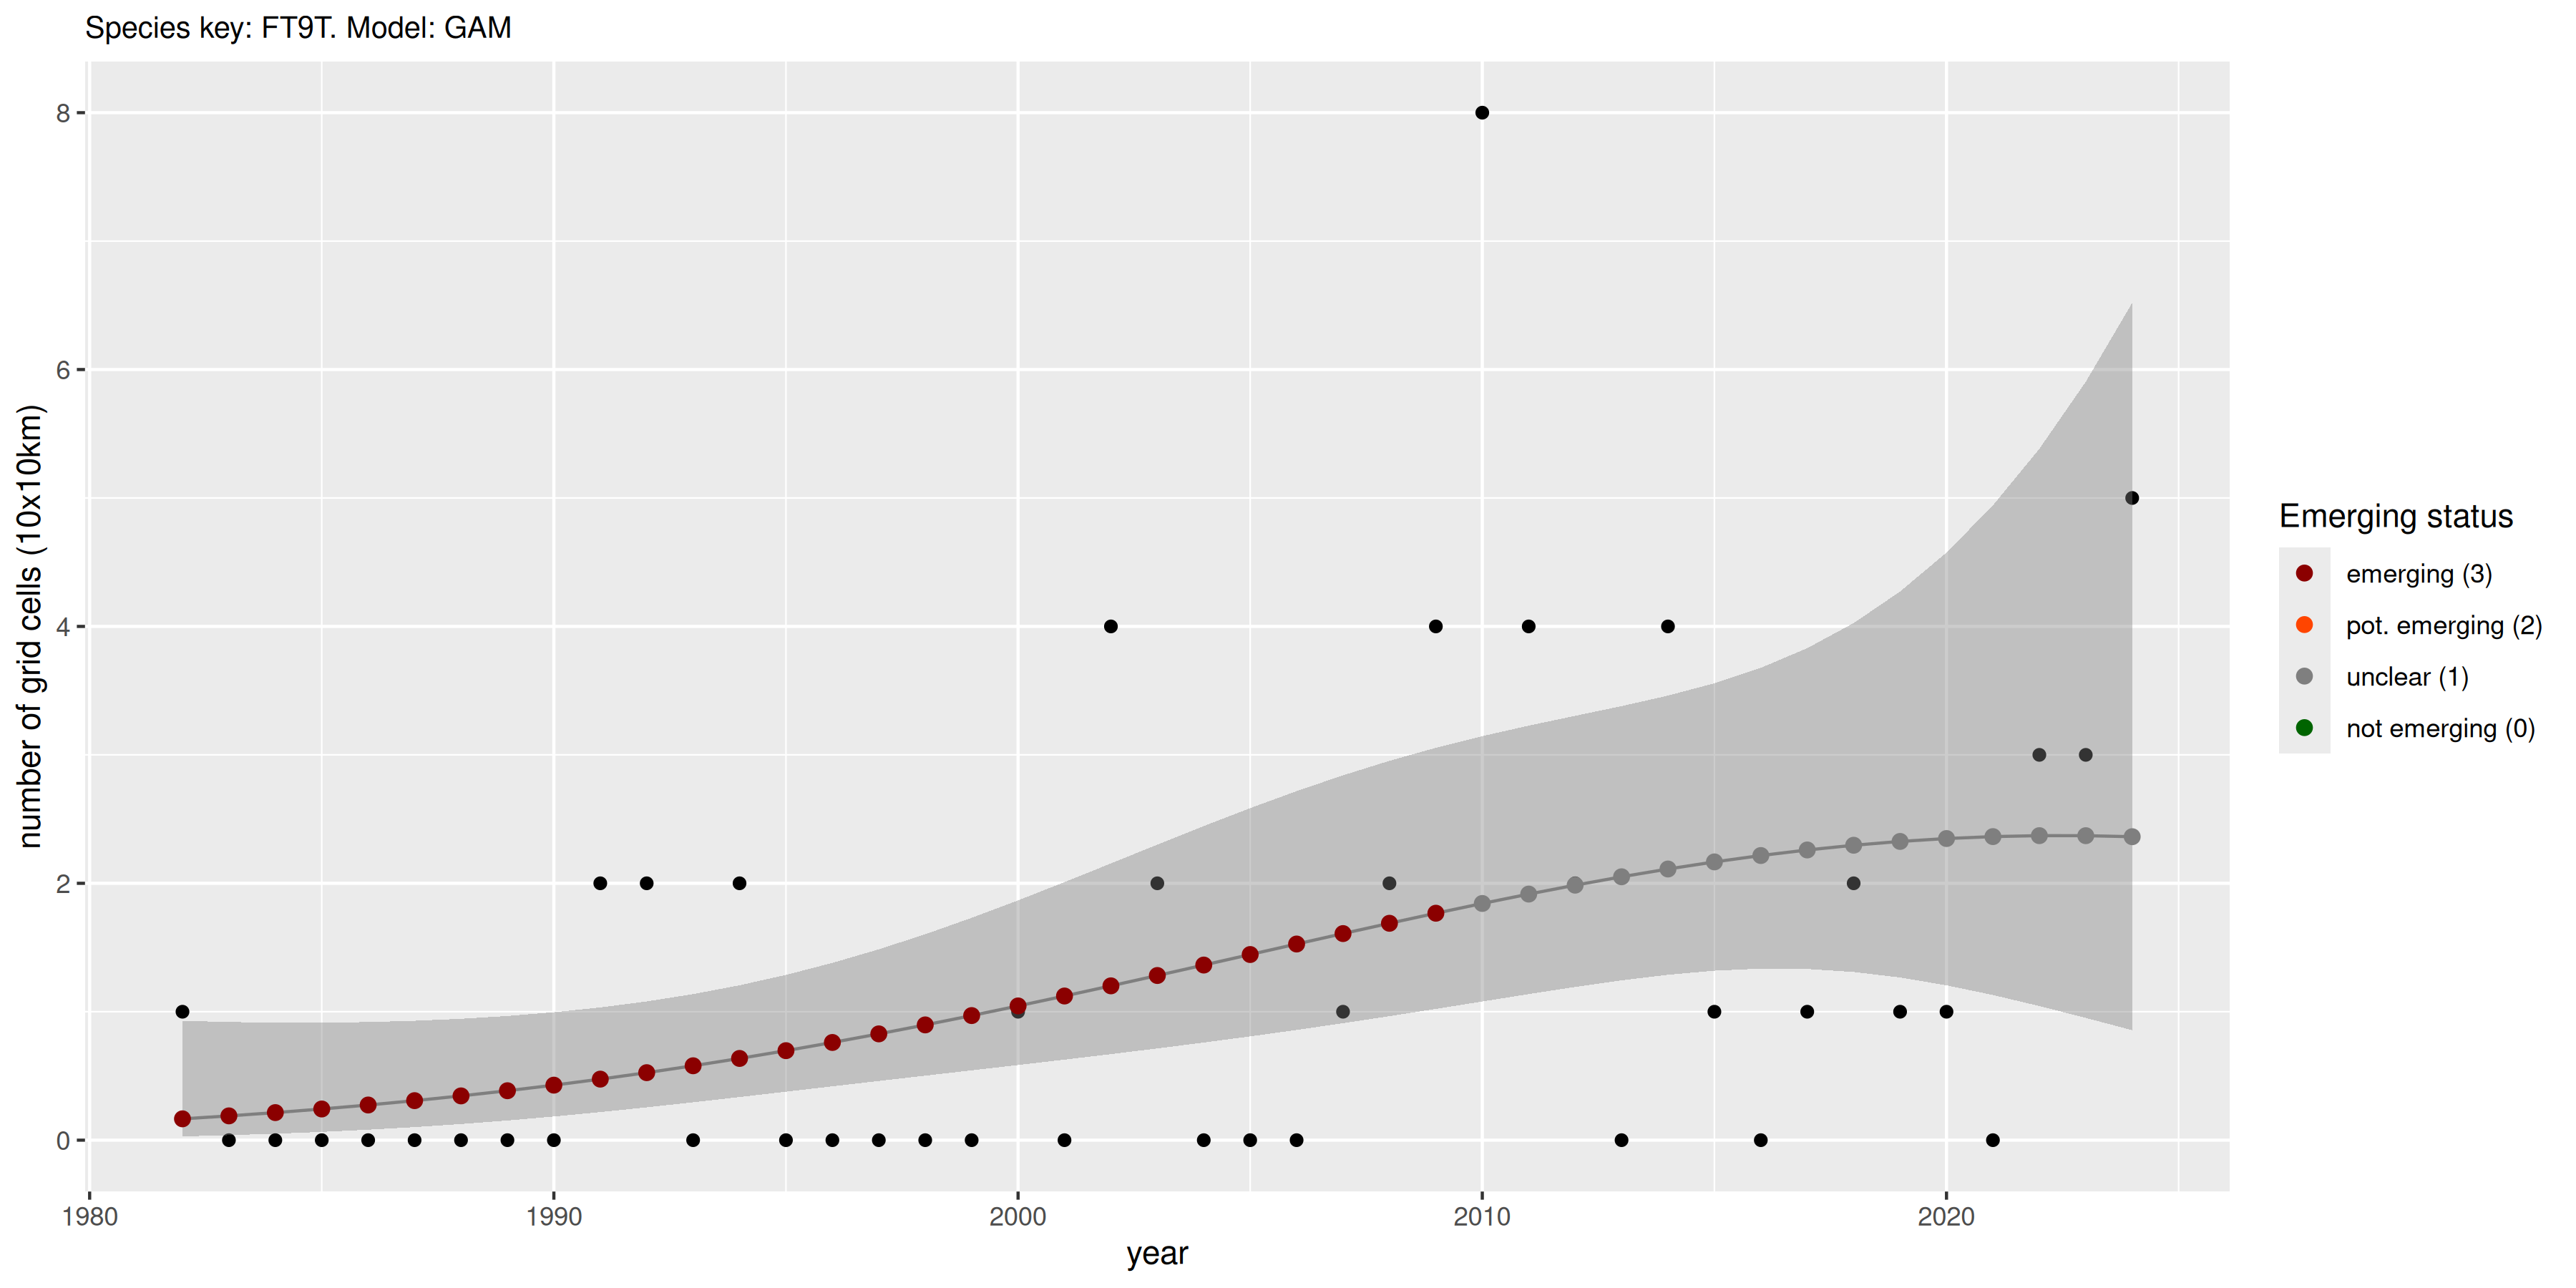 Species key: FT9T. Model: GAM
8
6
4
2
0
number of grid cells (10x10km)
1980 1990 2000 2010 2020
year
Emerging status
emerging (3)
pot. emerging (2)
unclear (1)
not emerging (0)